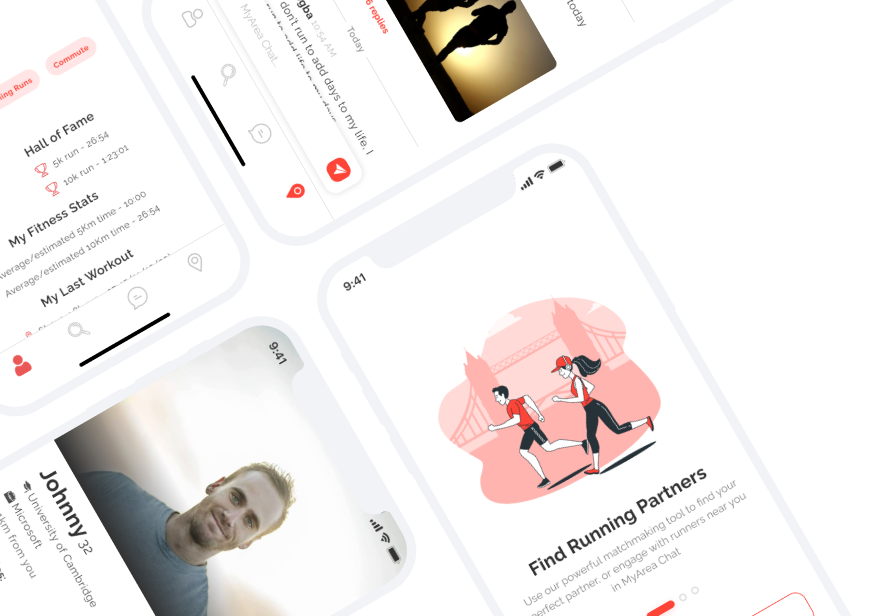 Commute
ning Runs
Hall of Fame
5k run - 26:54
10k run - 1:23:01
My Fitness Stats
Average/estimated 5Km time - 10:00
Average/estimated 10Km time - 26:54
My Last Workout
MyArea Chat...
gba 10:54 AM
don't run to add days to my life, I
6 replies
Today
today
9:41
Find Running Partners
Use our powerful matchmaking tool to find your
perfect partner, or engage with runners near you
in MyArea Chat
9:41
Johnny 32
University of Cambridge
Microsoft
km from you